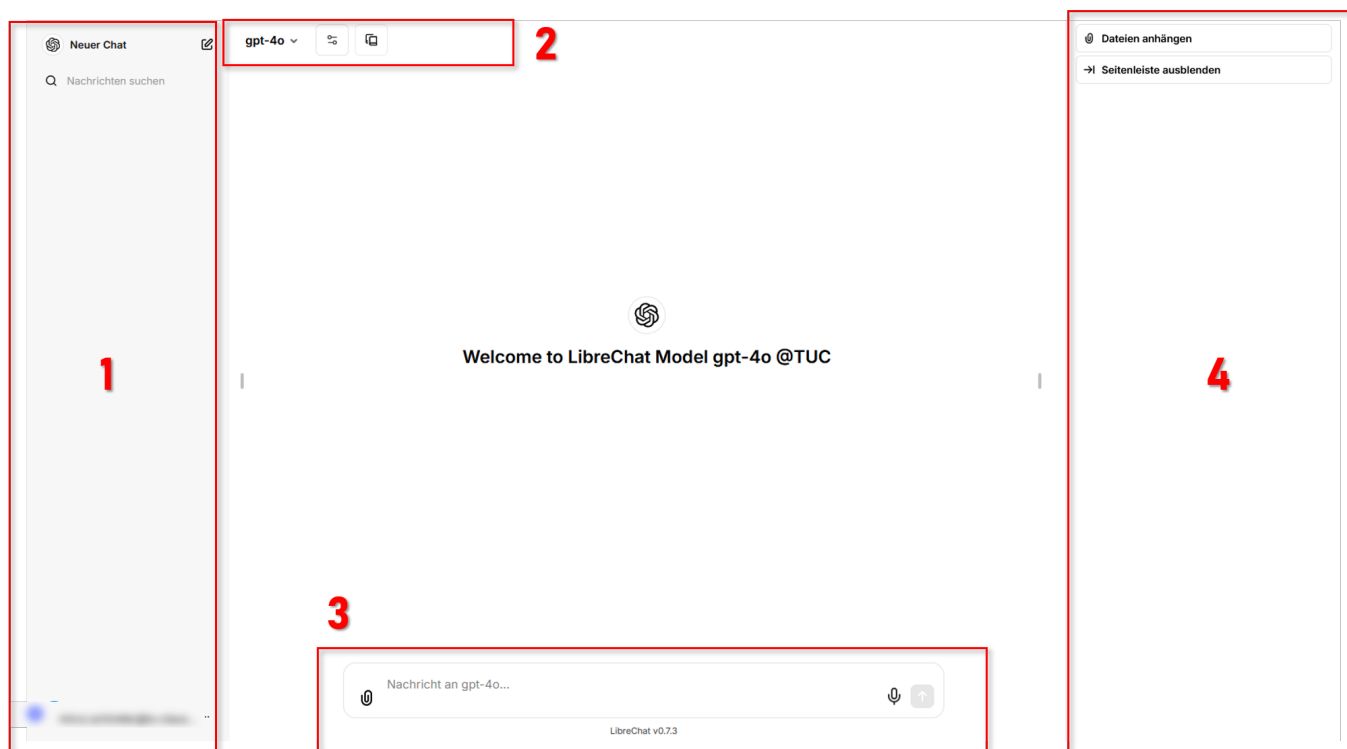 Neuer Chat
Nachrichten suchen
1
gpt-4o
2
Welcome to LibreChat Model gpt-4o @TUC
3
Nachricht an gpt-4o...
LibreChat v0.7.3
Dateien anhängen
Seitenleiste ausblenden
4